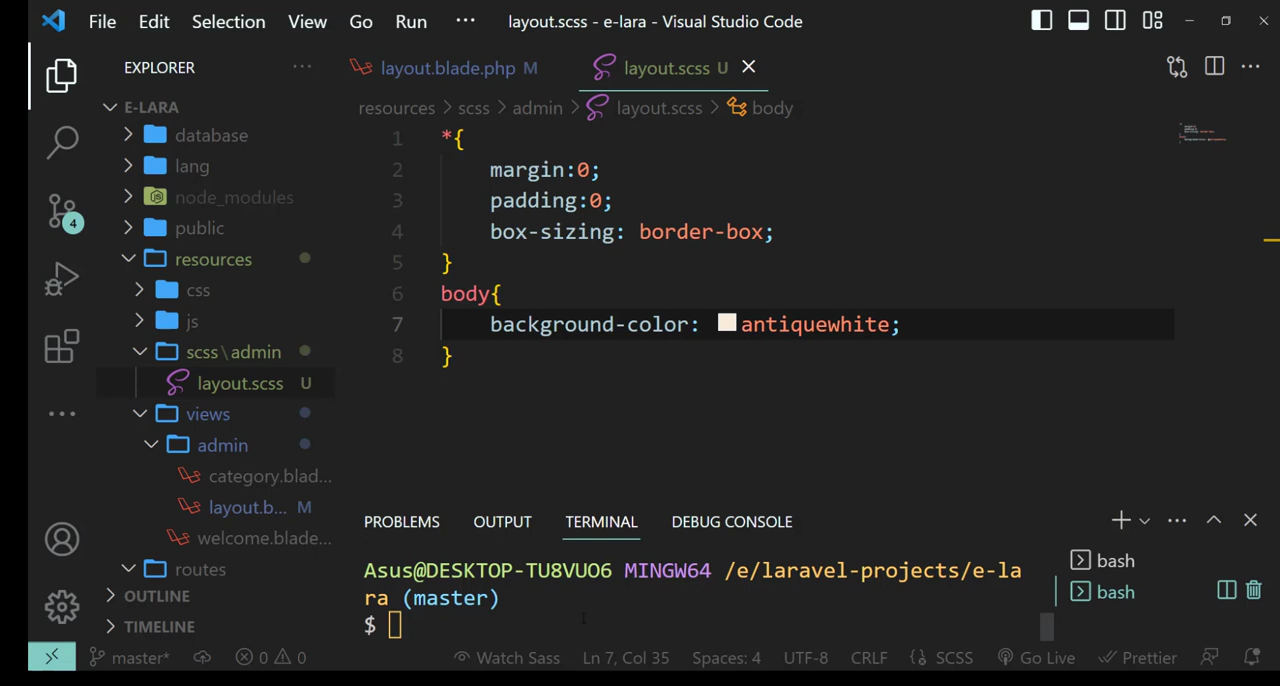 File Edit Selection View Go Run ··· layout.scss - e-lara - Visual Studio Code
EXPLORER ···
layout.blade.php M
layout.scss U
E-LARA
resources > scss > admin > layout.scss > body
database
lang
node_modules
public
resources
css
js
scss\admin
layout.scss U
views
admin
category.blad...
layout.b... M
welcome.blade...
routes
OUTLINE
TIMELINE
4
1 *{
2 margin:0;
3 padding:0;
4 box-sizing: border-box;
5 }
6 body{
7 background-color: antiquewhite;
8 }
PROBLEMS OUTPUT TERMINAL DEBUG CONSOLE
Asus@DESKTOP-TU8VUO6 MINGW64 /e/laravel-projects/e-la
ra (master)
$
bash
bash
master* 0 0 Watch Sass Ln 7, Col 35 Spaces: 4 UTF-8 CRLF {} SCSS Go Live Prettier